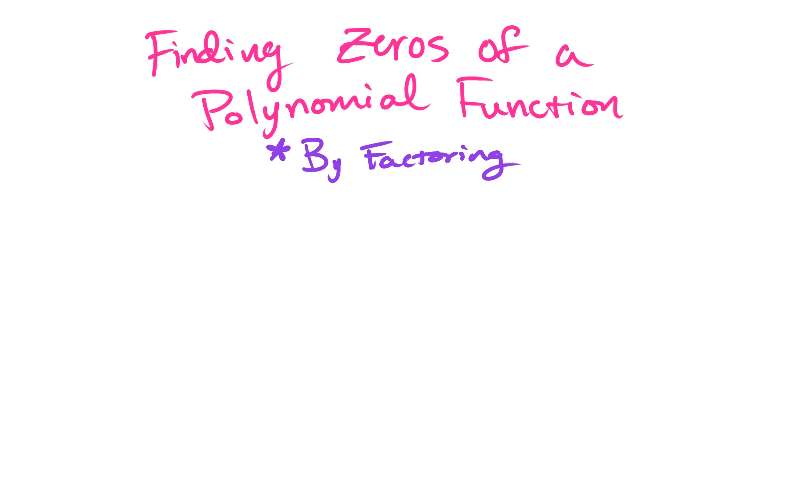 Finding Zeros of a
Polynomial Function
* By Factoring